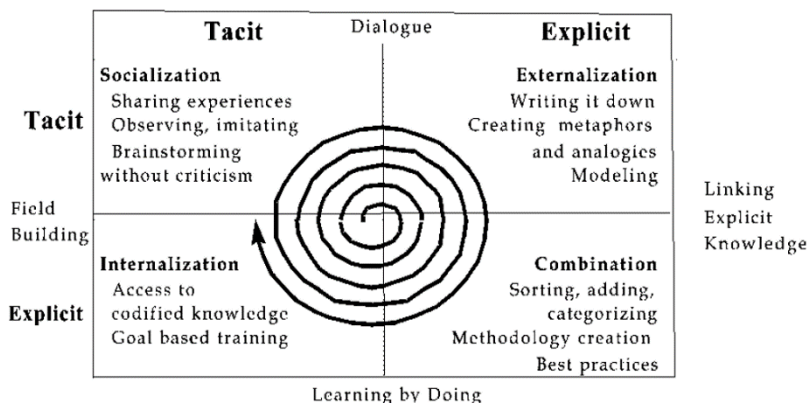 Tacit
Dialogue
Explicit
Socialization
Sharing experiences
Observing, imitating
Brainstorming
without criticism
Externalization
Writing it down
Creating metaphors
and analogics
Modeling
Tacit
Field
Building
Linking
Explicit
Knowledge
Internalization
Access to
codified knowledge
Goal based training
Combination
Sorting, adding,
categorizing
Methodology creation
Best practices
Explicit
Learning by Doing